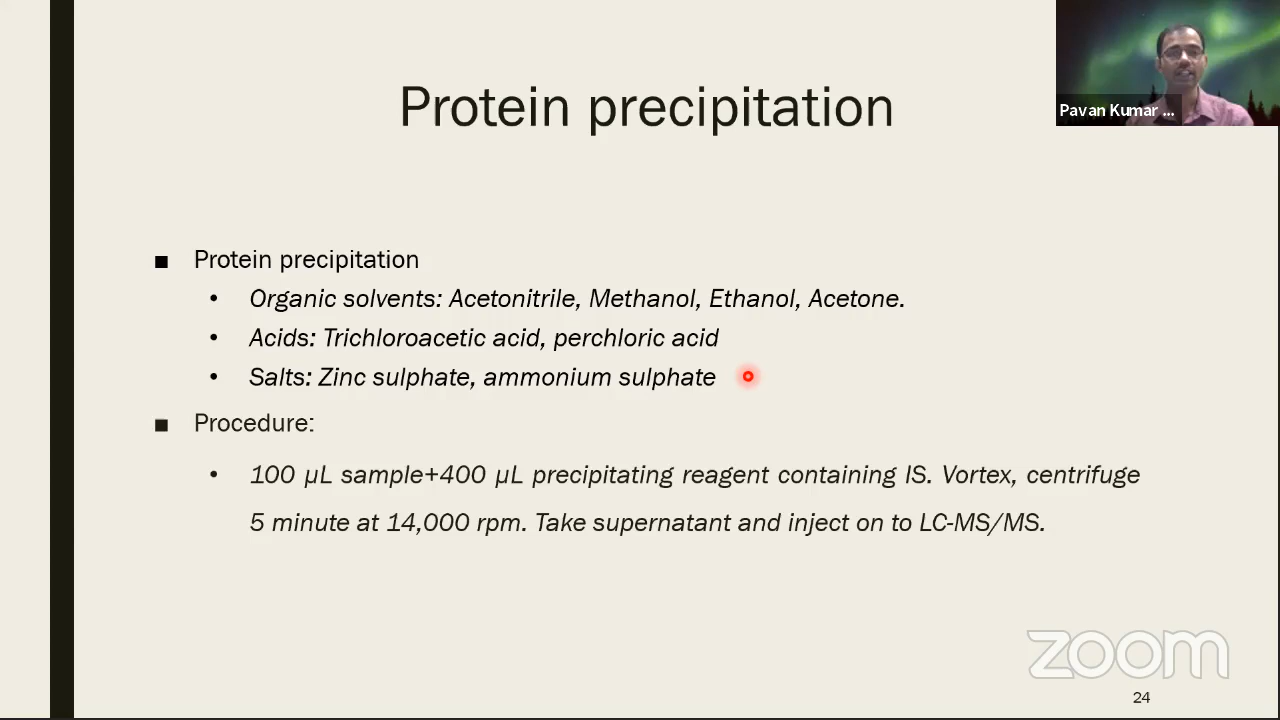 Protein precipitation
Pavan Kumar ...
■ Protein precipitation
• Organic solvents: Acetonitrile, Methanol, Ethanol, Acetone.
• Acids: Trichloroacetic acid, perchloric acid
• Salts: Zinc sulphate, ammonium sulphate
■ Procedure:
• 100 µL sample+400 µL precipitating reagent containing IS. Vortex, centrifuge
5 minute at 14,000 rpm. Take supernatant and inject on to LC-MS/MS.
zoom
24